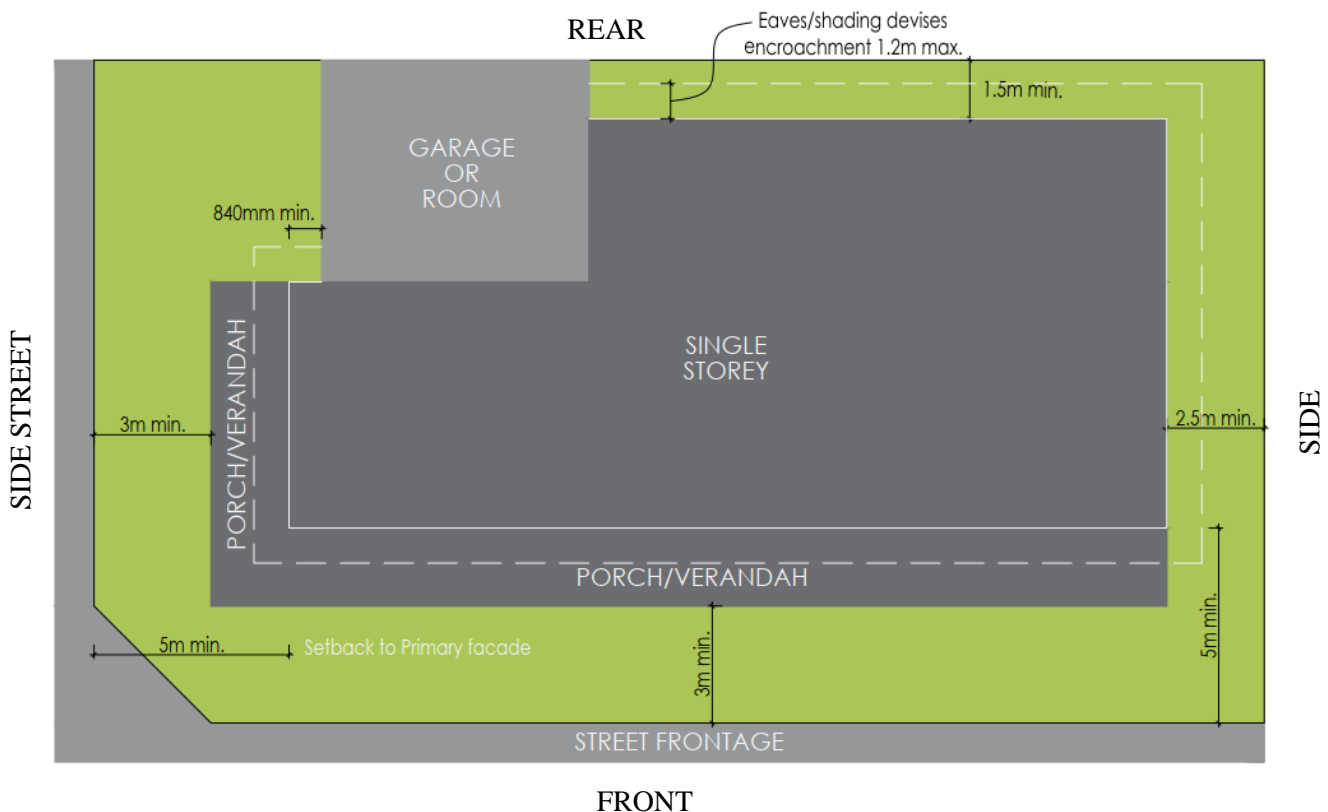 REAR
Eaves/shading devises
encroachment 1.2m max.
1.5m min.
GARAGE
OR
ROOM
840mm min.
SIDE STREET
3m min.
PORCH/VERANDAH
SINGLE
STOREY
2.5m min.
SIDE
PORCH/VERANDAH
5m min.
Setback to Primary facade
3m min.
5m min.
STREET FRONTAGE
FRONT